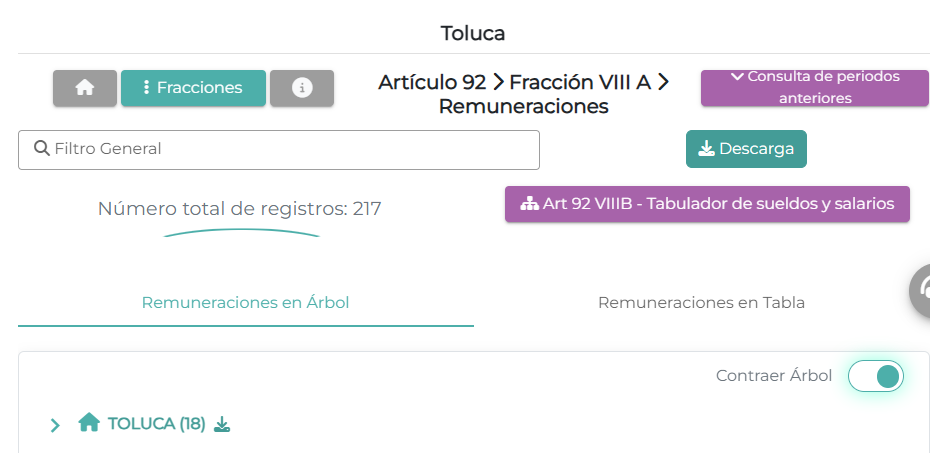 Toluca
Fracciones
Artículo 92 > Fracción VIII A >
Remuneraciones
Consulta de periodos
anteriores
Filtro General
Descarga
Número total de registros: 217
Art 92 VIIIB - Tabulador de sueldos y salarios
Remuneraciones en Árbol
Remuneraciones en Tabla
Contraer Árbol
TOLUCA (18)